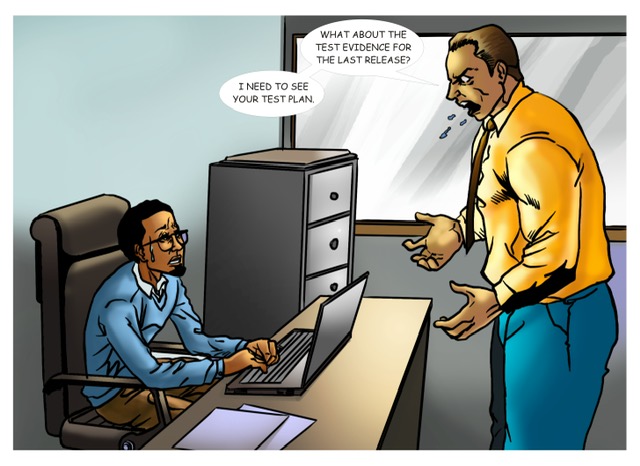 WHAT ABOUT THE
TEST EVIDENCE FOR
THE LAST RELEASE?
I NEED TO SEE
YOUR TEST PLAN.